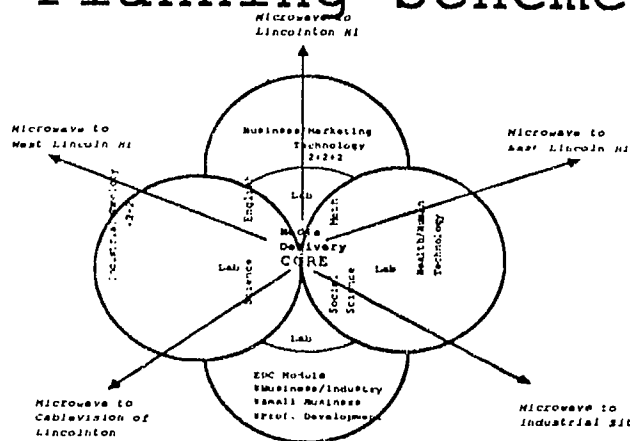 Planning Scheme
Microwave to
Lincolnton HI
Microwave to
West Lincoln HI
Microwave to
East Lincoln HI
Business/Marketing
Technology
2+2+2
Lab
English
Math
Media
Delivery
CORE
Lab
Science
Social
Science
Lab
Health/Human
Technology
Industrial
Lab
EDC Module
Business/Industry
Small Business
Prof. Development
Microwave to
Cablevision of
Lincolnton
Microwave to
Industrial Sit